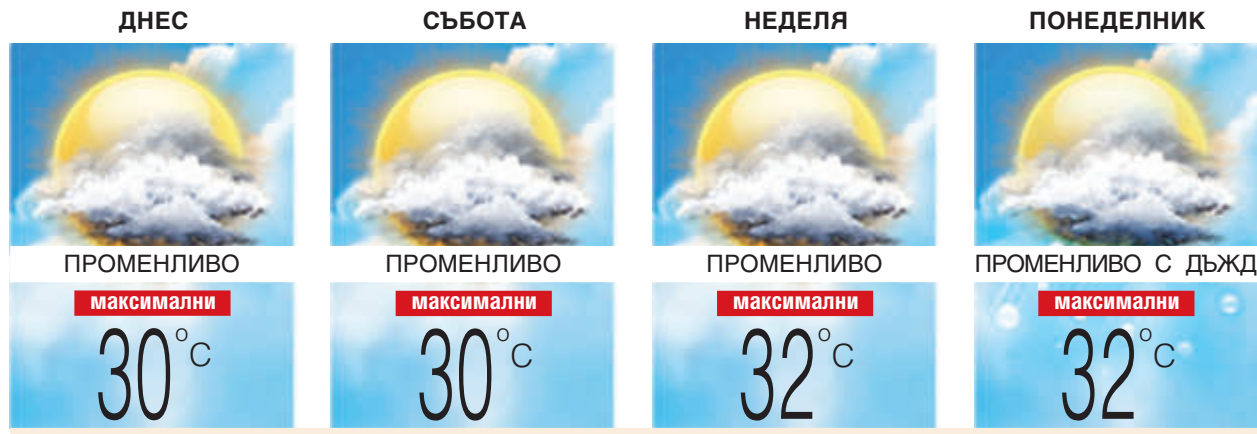 ДНЕС
ПРОМЕНЛИВО
максимални
30°C
СЪБОТА
ПРОМЕНЛИВО
максимални
30°C
НЕДЕЛЯ
ПРОМЕНЛИВО
максимални
32°C
ПОНЕДЕЛНИК
ПРОМЕНЛИВО С ДЪЖД
максимални
32°C